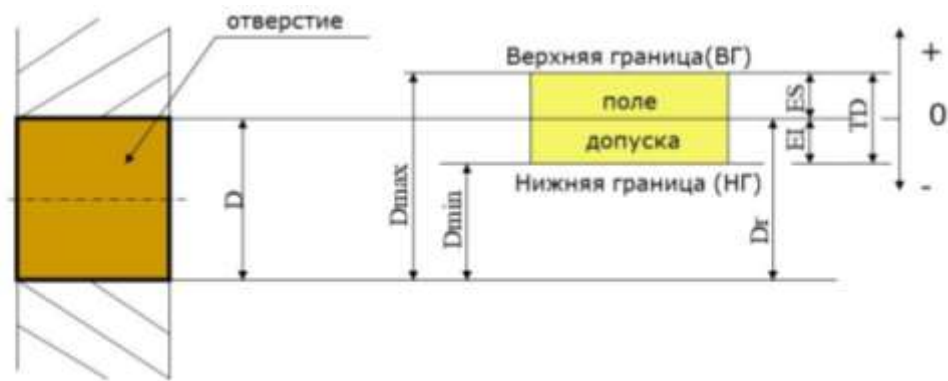 отверстие
Верхняя граница(ВГ)
поле
допуска
Нижняя граница (НГ)
D
Dmax
Dmin
Dr
ES
EI
TD
+
0
-